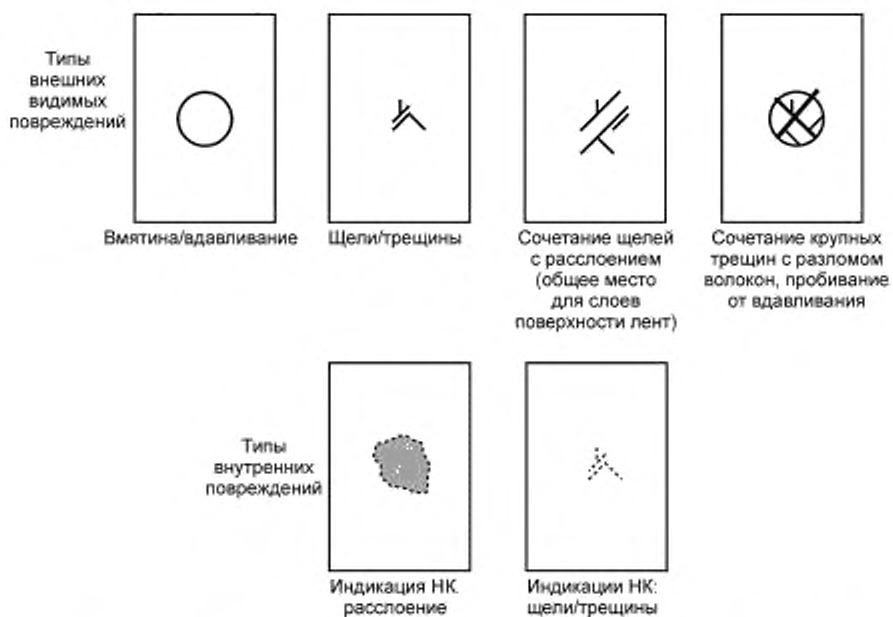 Типы
внешних
видимых
повреждений
Вмятина/вдавливание
Щели/трещины
Сочетание щелей
с расслоением
(общее место
для слоев
поверхности лент)
Сочетание крупных
трещин с разломом
волокон, пробивание
от вдавливания
Типы
внутренних
повреждений
Индикация НК.
расслоение
Индикации НК:
щели/трещины